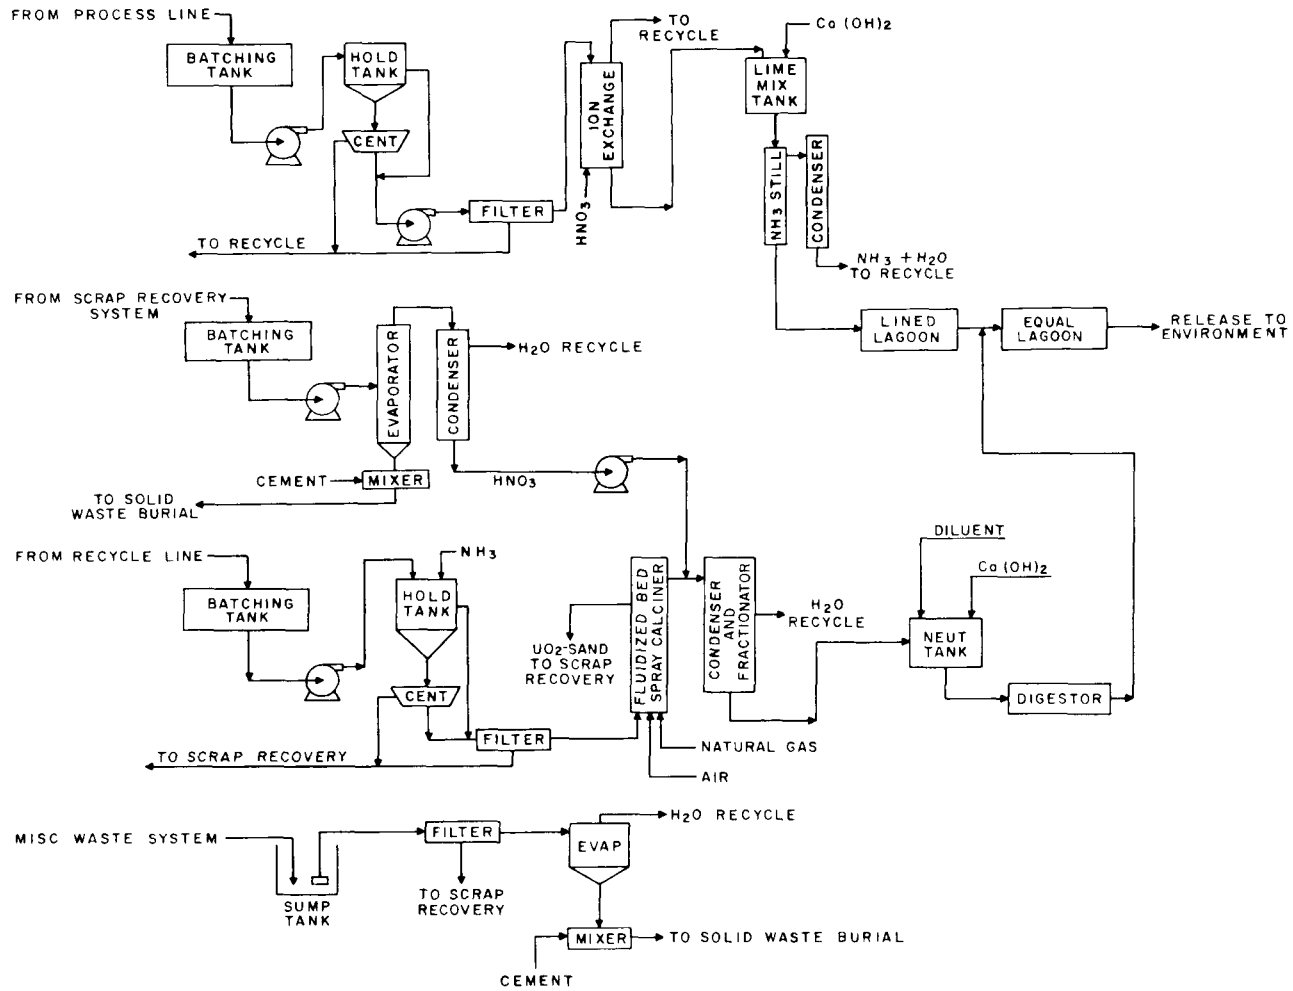 FROM PROCESS LINE
BATCHING
TANK
HOLD
TANK
CENT
TO RECYCLE
FILTER
ION
EXCHANGE
HNO3
TO
RECYCLE
Ca (OH)2
LIME
MIX
TANK
NH3 STILL
CONDENSER
NH3 + H2O
TO RECYCLE
LINED
LAGOON
EQUAL
LAGOON
RELEASE TO
ENVIRONMENT
FROM SCRAP RECOVERY
SYSTEM
BATCHING
TANK
EVAPORATOR
CONDENSER
H2O RECYCLE
CEMENT
MIXER
HNO3
TO SOLID
WASTE BURIAL
FROM RECYCLE LINE
BATCHING
TANK
NH3
HOLD
TANK
CENT
FILTER
TO SCRAP RECOVERY
UO2-SAND
TO SCRAP
RECOVERY
FLUIDIZED BED
SPRAY CALCINER
CONDENSER
AND
FRACTIONATOR
H2O
RECYCLE
NATURAL GAS
AIR
DILUENT
Ca (OH)2
NEUT
TANK
DIGESTOR
MISC WASTE SYSTEM
SUMP
TANK
FILTER
TO SCRAP
RECOVERY
H2O RECYCLE
EVAP
MIXER
TO SOLID WASTE BURIAL
CEMENT